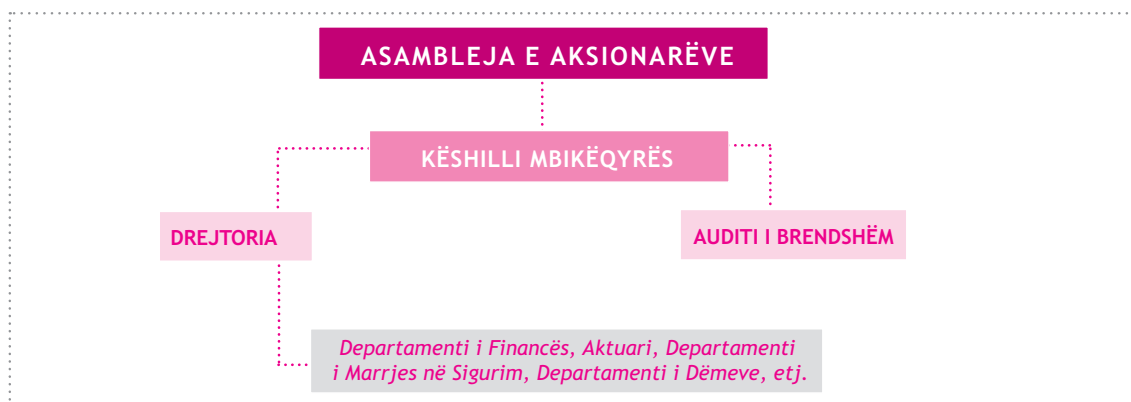 ASAMBLEJA E AKSIONARËVE
KËSHILLI MBIKËQYRËS
DREJTORIA
AUDITI I BRENDSHËM
Departamenti i Financës, Aktuari, Departamenti
i Marrjes në Sigurim, Departamenti i Dëmeve, etj.